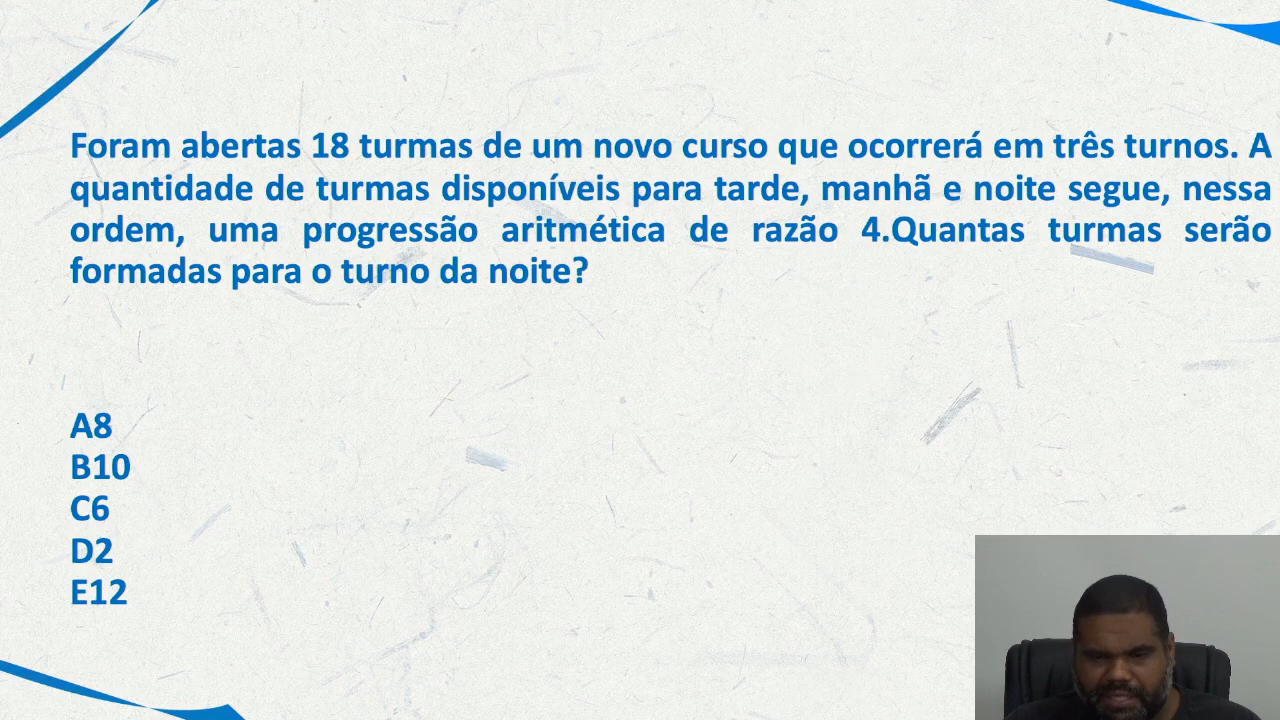 Foram abertas 18 turmas de um novo curso que ocorrerá em três turnos. A
quantidade de turmas disponíveis para tarde, manhã e noite segue, nessa
ordem, uma progressão aritmética de razão 4.Quantas turmas serão
formadas para o turno da noite?
A8
B10
C6
D2
E12